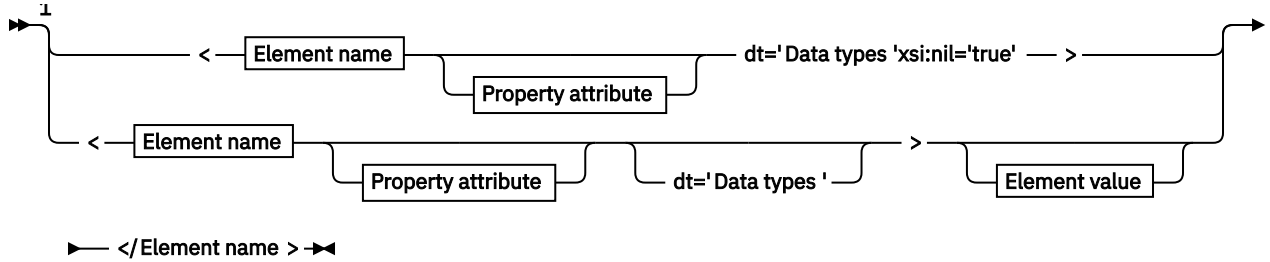 1
< Element name dt='Data types 'xsi:nil='true' >
Property attribute
< Element name >
Property attribute dt='Data types ' Element value
</Element name >